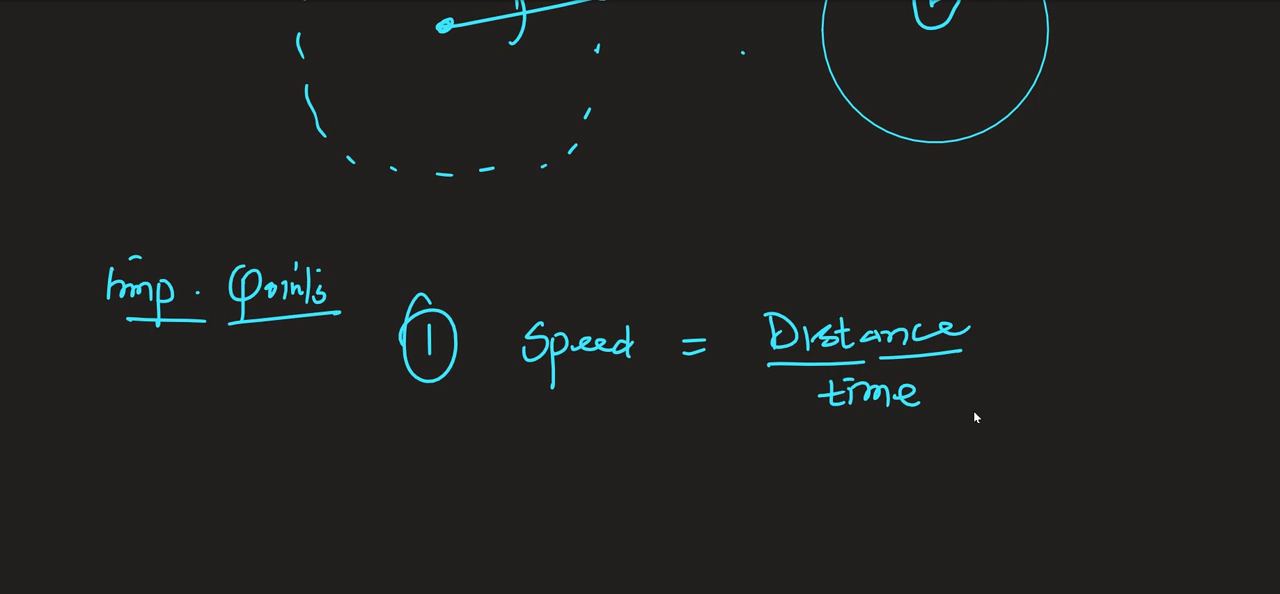 Imp. Points
① Speed = Distance
time